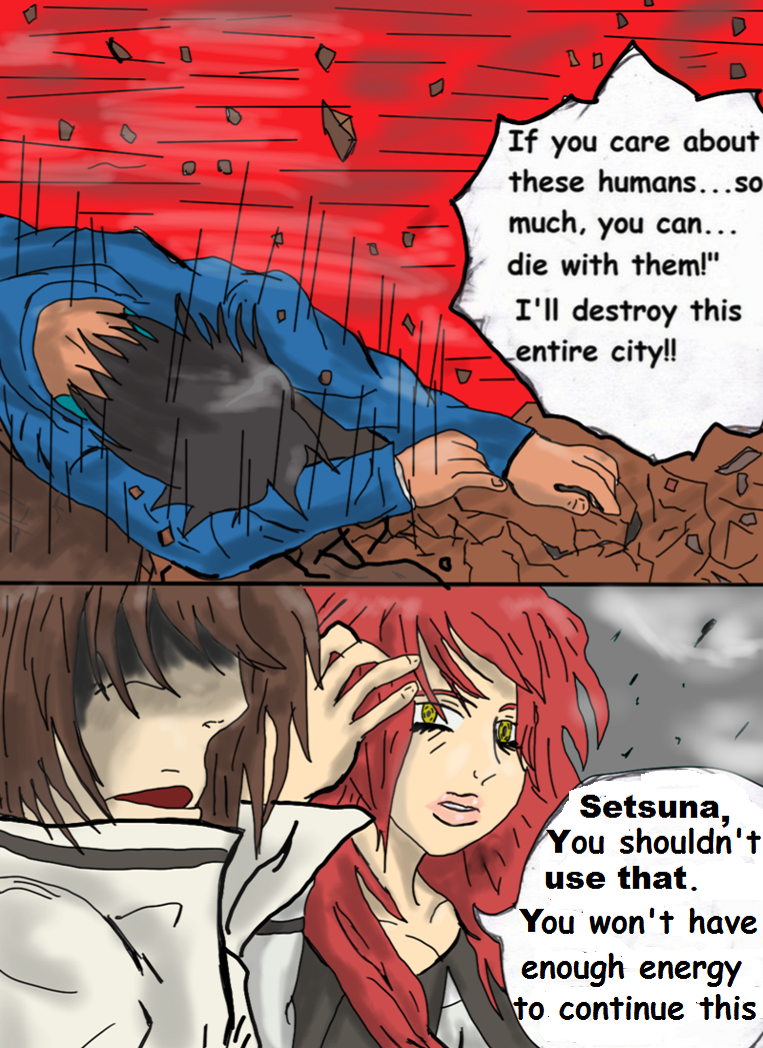 If you care about
these humans...so
much, you can...
die with them!"
I'll destroy this
entire city!!
Setsuna,
You shouldn't
use that.
You won't have
enough energy
to continue this